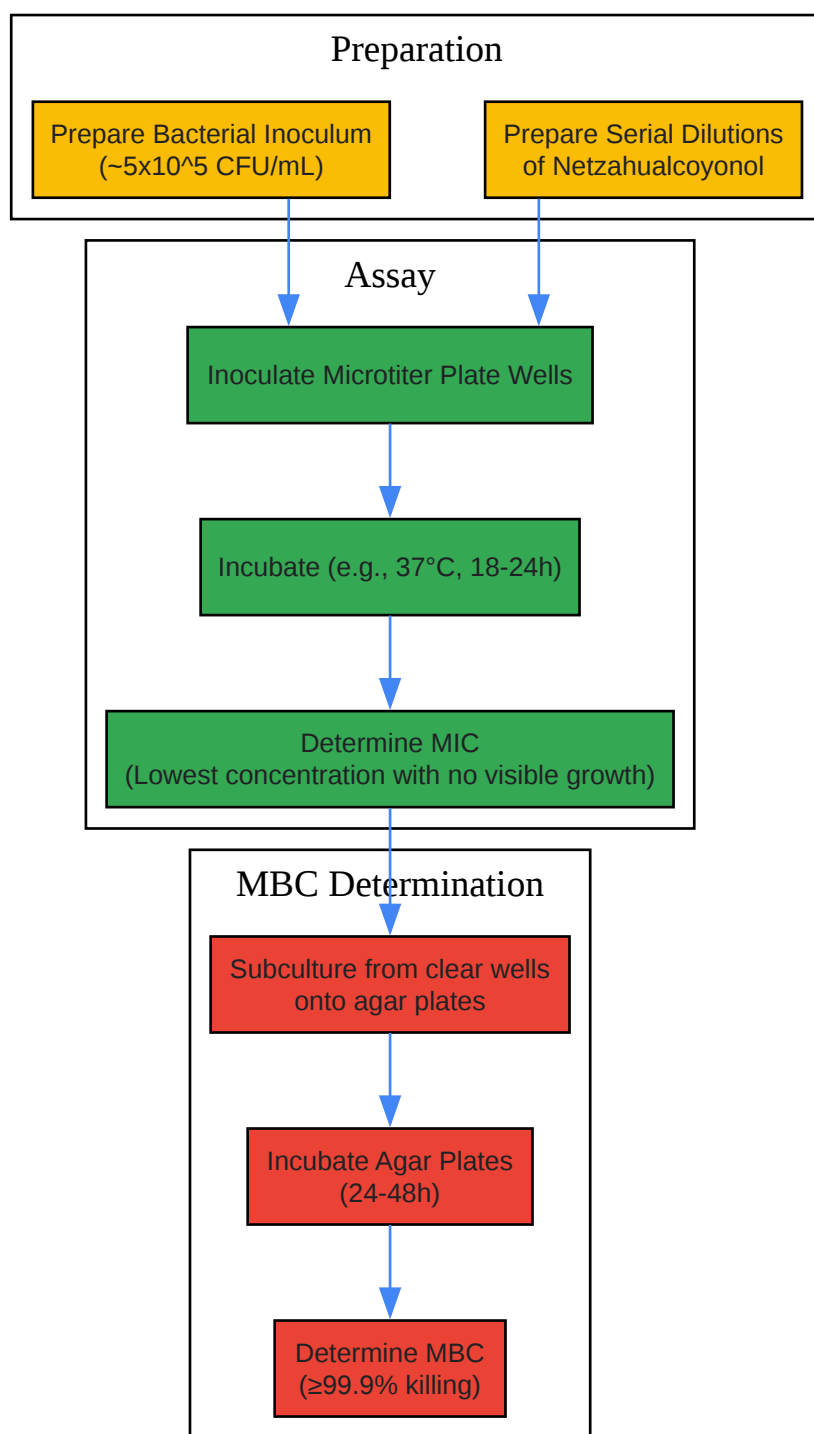 Preparation
Prepare Bacterial Inoculum
(~5x10^5 CFU/mL)
Prepare Serial Dilutions
of Netzahualcoyonol
Assay
Inoculate Microtiter Plate Wells
Incubate (e.g., 37°C, 18-24h)
Determine MIC
(Lowest concentration with no visible growth)
MBC Determination
Subculture from clear wells
onto agar plates
Incubate Agar Plates
(24-48h)
Determine MBC
(≥99.9% killing)